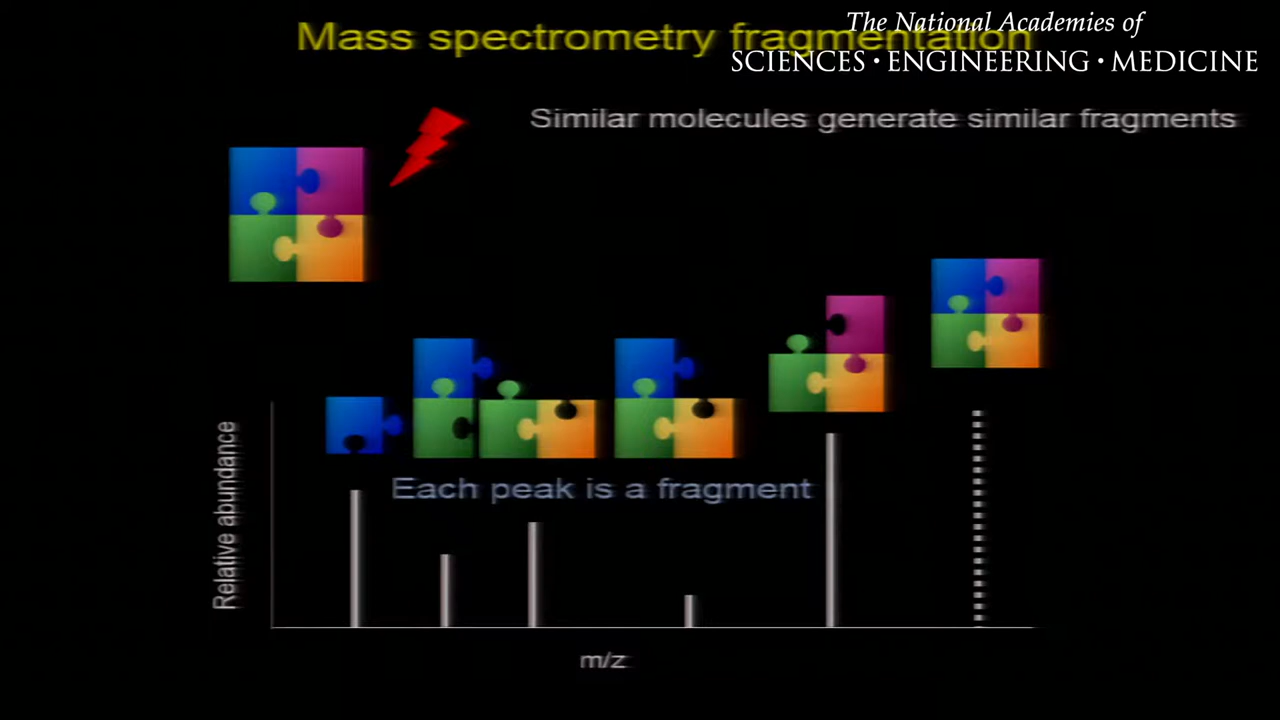 The National Academies of
SCIENCES • ENGINEERING • MEDICINE
Mass spectrometry fragmentation
Similar molecules generate similar fragments
Each peak is a fragment
Relative abundance
m/z